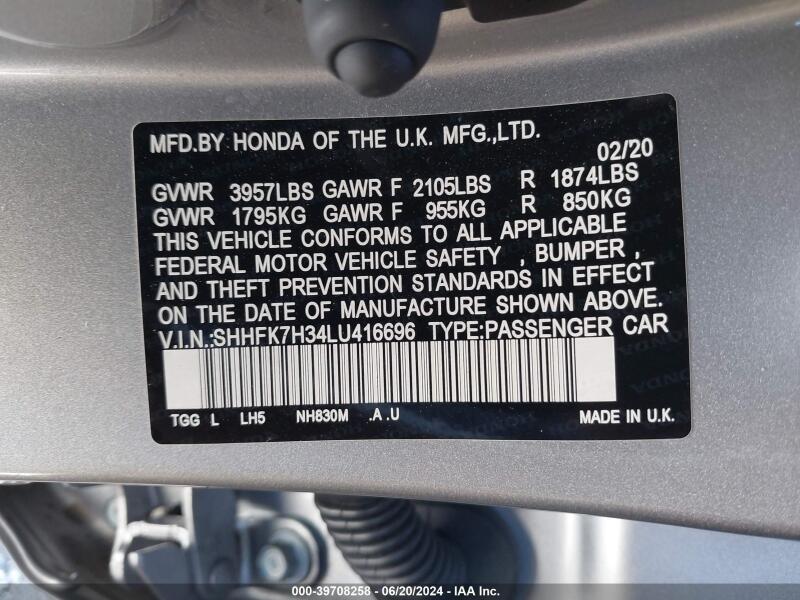 MFD.BY HONDA OF THE U.K. MFG.,LTD.
02/20
GVWR 3957LBS GAWR F 2105LBS R 1874LBS
GVWR 1795KG GAWR F 955KG R 850KG
THIS VEHICLE CONFORMS TO ALL APPLICABLE
FEDERAL MOTOR VEHICLE SAFETY , BUMPER ,
AND THEFT PREVENTION STANDARDS IN EFFECT
ON THE DATE OF MANUFACTURE SHOWN ABOVE.
V.I.N.:SHHFK7H34LU416696 TYPE:PASSENGER CAR
TGG L LH5 NH830M .A .U MADE IN U.K.
000-39708258 - 06/20/2024 - IAA Inc.